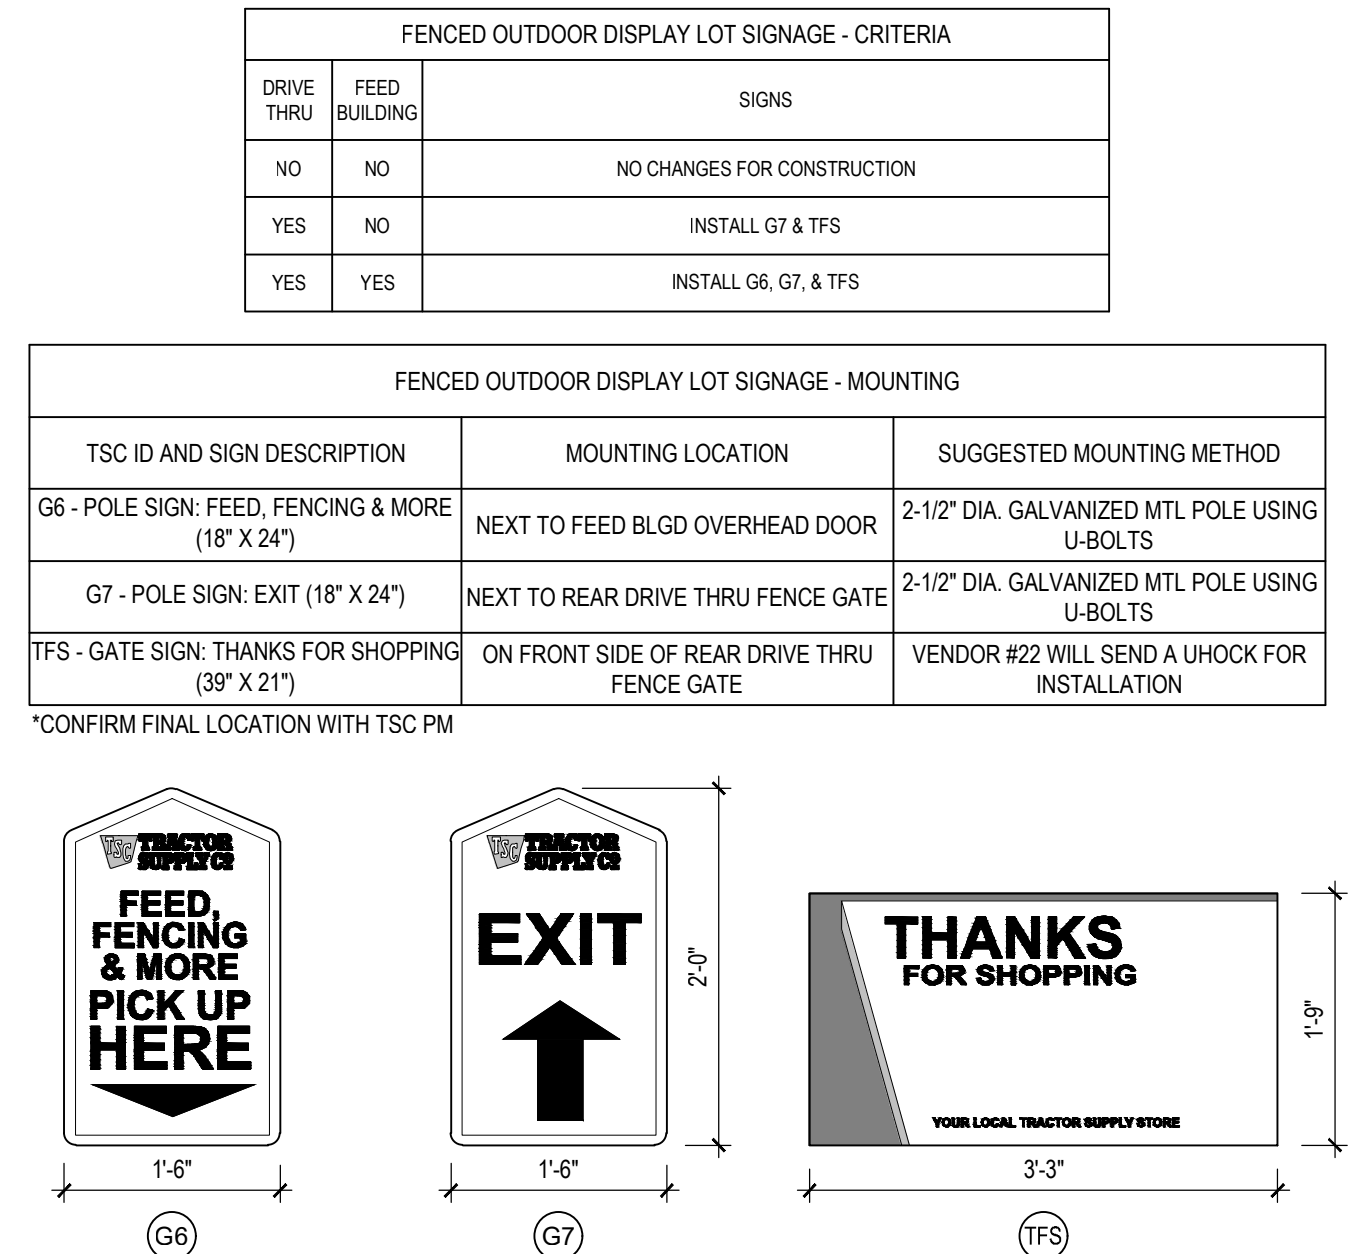 FENCED OUTDOOR DISPLAY LOT SIGNAGE - CRITERIA
DRIVE THRU
FEED BUILDING
SIGNS
NO
NO
NO CHANGES FOR CONSTRUCTION
YES
NO
INSTALL G7 & TFS
YES
YES
INSTALL G6, G7, & TFS
FENCED OUTDOOR DISPLAY LOT SIGNAGE - MOUNTING
TSC ID AND SIGN DESCRIPTION
MOUNTING LOCATION
SUGGESTED MOUNTING METHOD
G6 - POLE SIGN: FEED, FENCING & MORE
(18" X 24")
NEXT TO FEED BLGD OVERHEAD DOOR
2-1/2" DIA. GALVANIZED MTL POLE USING
U-BOLTS
G7 - POLE SIGN: EXIT (18" X 24")
NEXT TO REAR DRIVE THRU FENCE GATE
2-1/2" DIA. GALVANIZED MTL POLE USING
U-BOLTS
TFS - GATE SIGN: THANKS FOR SHOPPING
(39" X 21")
ON FRONT SIDE OF REAR DRIVE THRU
FENCE GATE
VENDOR #22 WILL SEND A UHOCK FOR
INSTALLATION
*CONFIRM FINAL LOCATION WITH TSC PM
TSC TRACTOR
SUPPLY CO
FEED,
FENCING
& MORE
PICK UP
HERE
1'-6"
G6
TSC TRACTOR
SUPPLY CO
EXIT
2'-0"
1'-6"
G7
THANKS
FOR SHOPPING
YOUR LOCAL TRACTOR SUPPLY STORE
1'-9"
3'-3"
TFS